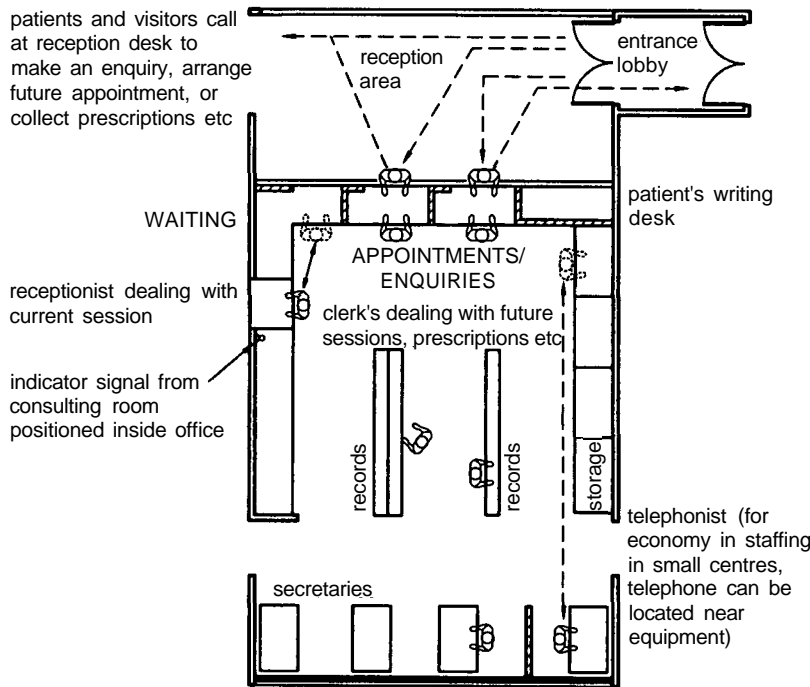 patients and visitors call
at reception desk to
make an enquiry, arrange
future appointment, or
collect prescriptions etc
reception
area
entrance
lobby
WAITING
patient's writing
desk
APPOINTMENTS/
ENQUIRIES
receptionist dealing with
current session
clerk's dealing with future
sessions, prescriptions etc
indicator signal from
consulting room
positioned inside office
records
records
storage
telephonist (for
economy in staffing
in small centres,
telephone can be
located near
equipment)
secretaries